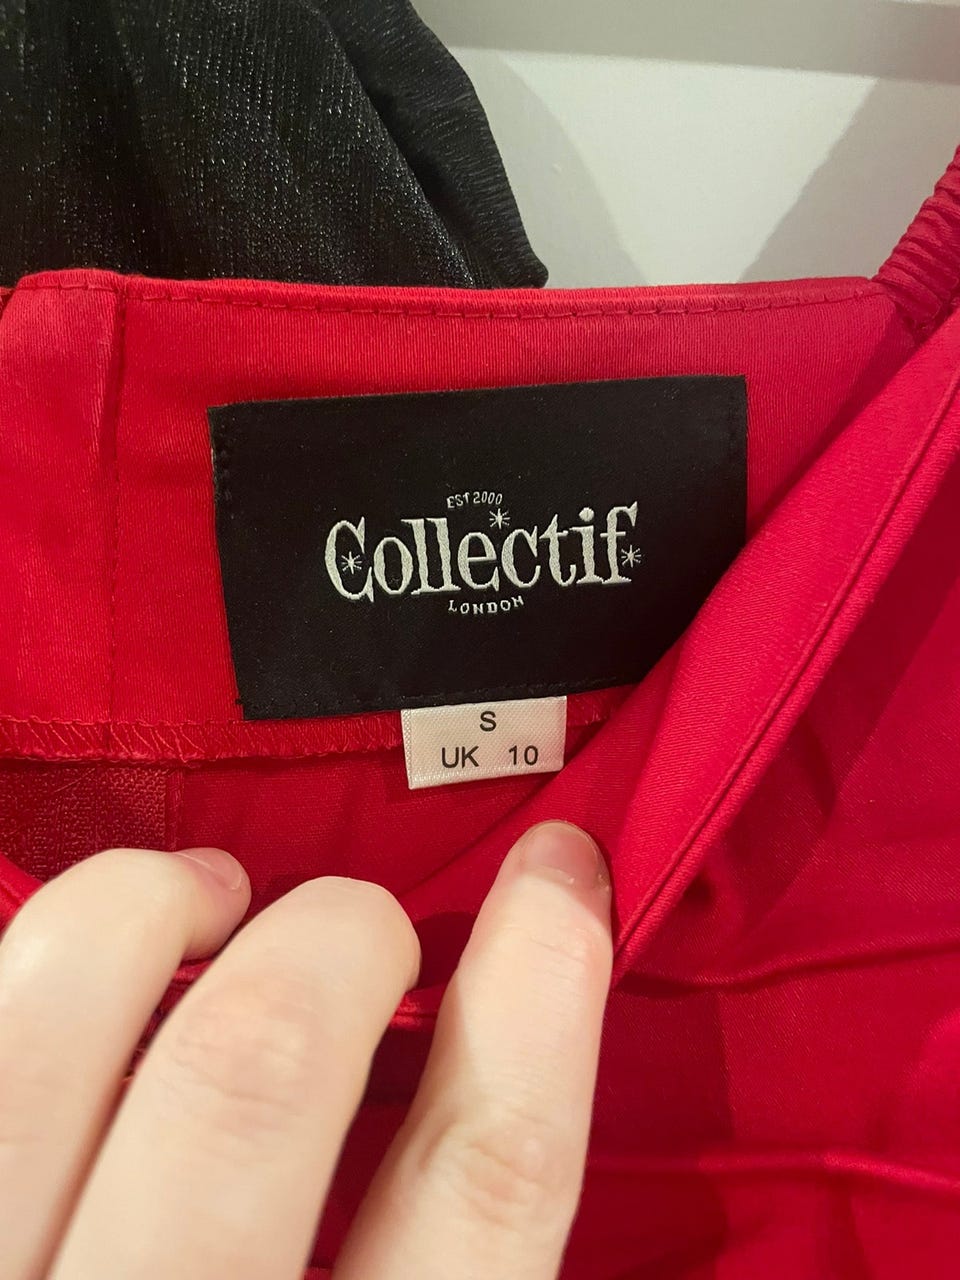 EST 2000
Collectif
LONDON
S
UK 10